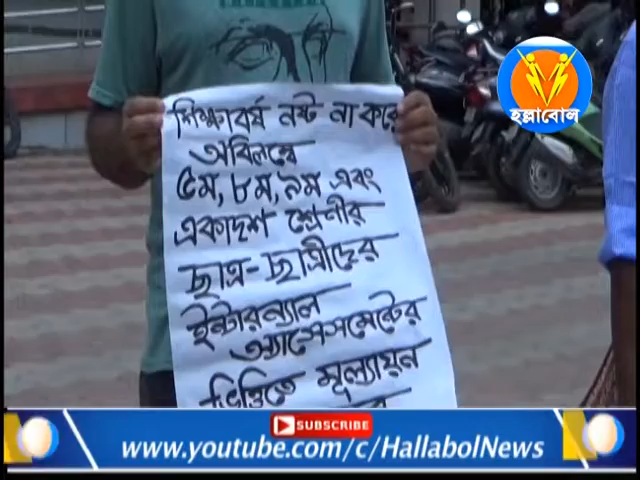 হল্লাবোল
শিক্ষাবর্ষ নষ্ট না করে
অবিলম্বে
৫ম, ৮ম, ৯ম এবং
একাদশ শ্রেণীর
ছাত্র-ছাত্রীদের
ইন্টারন্যাল
অ্যাসেসমেন্টের
ভিত্তিতে মূল্যায়ন
SUBSCRIBE
www.youtube.com/c/HallabolNews